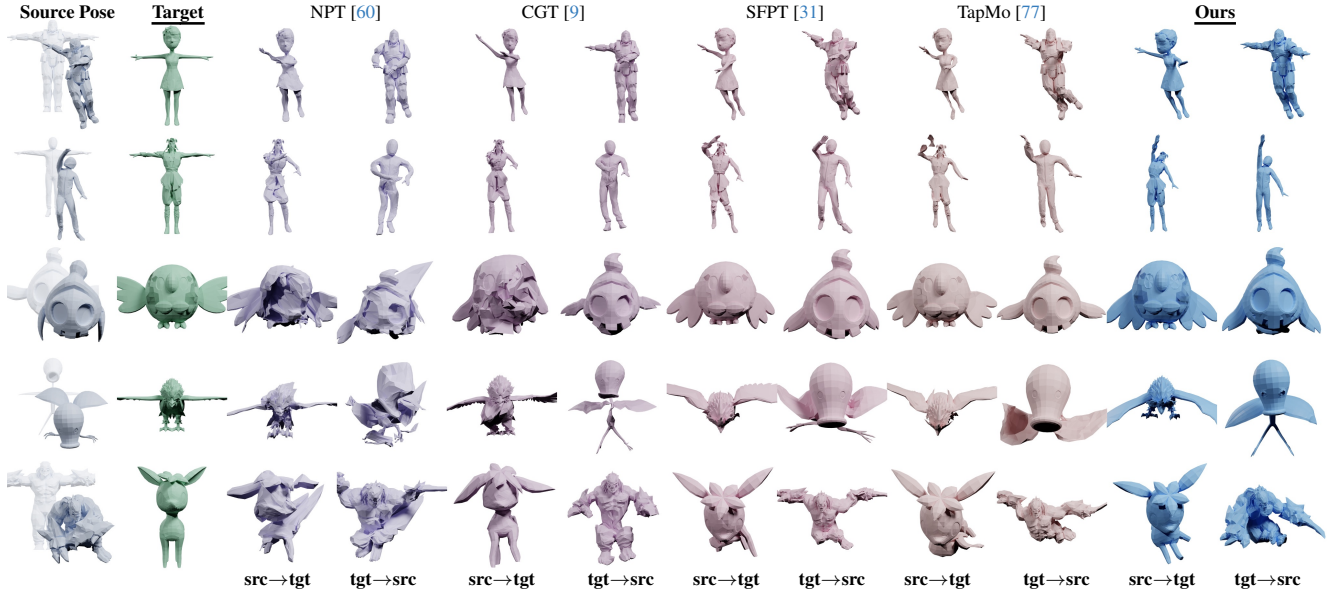 Source Pose Target NPT [60] CGT [9] SFPT [31] TapMo [77] Ours
src→tgt tgt→src src→tgt tgt→src src→tgt tgt→src src→tgt tgt→src src→tgt tgt→src